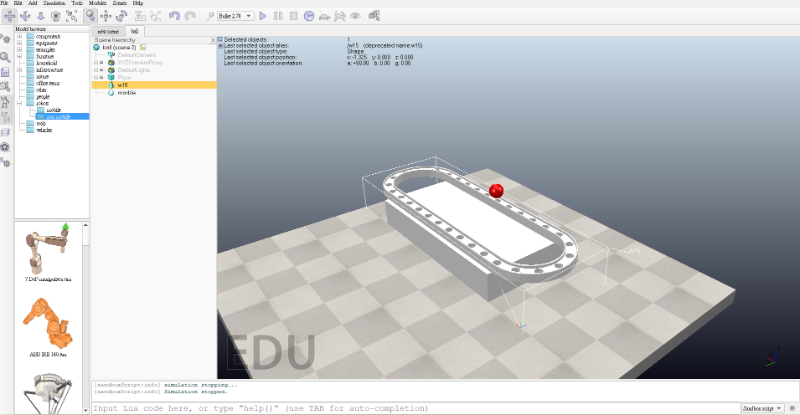 File Edit Add Simulation Tools Modules Scenes Help
Bullet 2.78
Model browser
components
equipment
examples
furniture
household
infrastructure
nature
office items
other
people
robots
mobile
non-mobile
tools
vehicles
7 DoF manipulator.ttm
ABB IRB 140.ttm
new scene
ball
Scene hierarchy
ball (scene 2)
DefaultCamera
XYZCameraProxy
DefaultLights
Floor
w15
marble
Selected objects: 1
Last selected object alias: /w15 (deprecated name w15)
Last selected object type: Shape
Last selected object position: x: -1.325 y: 0.000 z: 0.000
Last selected object orientation: a: +90.00 b: 0.00 g: 0.00
EDU
[sandboxScript:info] simulation stopping...
[sandboxScript:info] Simulation stopped.
Input Lua code here, or type "help()" (use TAB for auto-completion)
Sandbox script